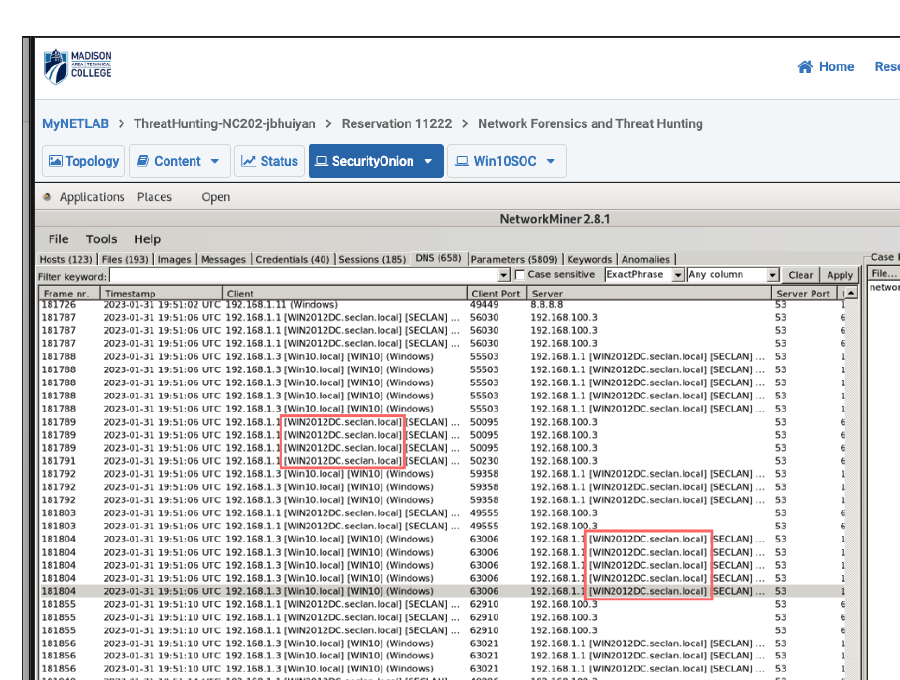 MADISON
AREA TECHNICAL
COLLEGE
Home Rese
MyNETLAB > ThreatHunting-NC202-jbhuiyan > Reservation 11222 > Network Forensics and Threat Hunting
Topology Content Status SecurityOnion Win10SOC
Applications Places Open
NetworkMiner 2.8.1
File Tools Help
Hosts (123) Files (193) Images Messages Credentials (40) Sessions (185) DNS (658) Parameters (5809) Keywords Anomalies Case
Filter keyword: Case sensitive ExactPhrase Any column Clear Apply File...
Frame nr. Timestamp Client Client Port Server Server Port networ
181726 2023-01-31 19:51:02 UTC 192.168.1.11 (Windows) 49449 8.8.8.8 53 1
181787 2023-01-31 19:51:06 UTC 192.168.1.1 [WIN2012DC.seclan.local] [SECLAN] ... 56030 192.168.100.3 53 6
181787 2023-01-31 19:51:06 UTC 192.168.1.1 [WIN2012DC.seclan.local] [SECLAN] ... 56030 192.168.100.3 53 6
181787 2023-01-31 19:51:06 UTC 192.168.1.1 [WIN2012DC.seclan.local] [SECLAN] ... 56030 192.168.100.3 53 6
181788 2023-01-31 19:51:06 UTC 192.168.1.3 [Win10.local] [WIN10] (Windows) 55503 192.168.1.1 [WIN2012DC.seclan.local] [SECLAN] ... 53 1
181788 2023-01-31 19:51:06 UTC 192.168.1.3 [Win10.local] [WIN10] (Windows) 55503 192.168.1.1 [WIN2012DC.seclan.local] [SECLAN] ... 53 1
181788 2023-01-31 19:51:06 UTC 192.168.1.3 [Win10.local] [WIN10] (Windows) 55503 192.168.1.1 [WIN2012DC.seclan.local] [SECLAN] ... 53 1
181788 2023-01-31 19:51:06 UTC 192.168.1.3 [Win10.local] [WIN10] (Windows) 55503 192.168.1.1 [WIN2012DC.seclan.local] [SECLAN] ... 53 1
181788 2023-01-31 19:51:06 UTC 192.168.1.3 [Win10.local] [WIN10] (Windows) 55503 192.168.1.1 [WIN2012DC.seclan.local] [SECLAN] ... 53 1
181789 2023-01-31 19:51:06 UTC 192.168.1.1 [WIN2012DC.seclan.local] [SECLAN] ... 50095 192.168.100.3 53 6
181789 2023-01-31 19:51:06 UTC 192.168.1.1 [WIN2012DC.seclan.local] [SECLAN] ... 50095 192.168.100.3 53 6
181789 2023-01-31 19:51:06 UTC 192.168.1.1 [WIN2012DC.seclan.local] [SECLAN] ... 50095 192.168.100.3 53 6
181791 2023-01-31 19:51:06 UTC 192.168.1.1 [WIN2012DC.seclan.local] [SECLAN] ... 50230 192.168.100.3 53 6
181792 2023-01-31 19:51:06 UTC 192.168.1.3 [Win10.local] [WIN10] (Windows) 59358 192.168.1.1 [WIN2012DC.seclan.local] [SECLAN] ... 53 1
181792 2023-01-31 19:51:06 UTC 192.168.1.3 [Win10.local] [WIN10] (Windows) 59358 192.168.1.1 [WIN2012DC.seclan.local] [SECLAN] ... 53 1
181792 2023-01-31 19:51:06 UTC 192.168.1.3 [Win10.local] [WIN10] (Windows) 59358 192.168.1.1 [WIN2012DC.seclan.local] [SECLAN] ... 53 1
181803 2023-01-31 19:51:06 UTC 192.168.1.1 [WIN2012DC.seclan.local] [SECLAN] ... 49555 192.168.100.3 53 6
181803 2023-01-31 19:51:06 UTC 192.168.1.1 [WIN2012DC.seclan.local] [SECLAN] ... 49555 192.168.100.3 53 6
181804 2023-01-31 19:51:06 UTC 192.168.1.3 [Win10.local] [WIN10] (Windows) 63006 192.168.1.1 [WIN2012DC.seclan.local] [SECLAN] ... 53 1
181804 2023-01-31 19:51:06 UTC 192.168.1.3 [Win10.local] [WIN10] (Windows) 63006 192.168.1.1 [WIN2012DC.seclan.local] [SECLAN] ... 53 1
181804 2023-01-31 19:51:06 UTC 192.168.1.3 [Win10.local] [WIN10] (Windows) 63006 192.168.1.1 [WIN2012DC.seclan.local] [SECLAN] ... 53 1
181804 2023-01-31 19:51:06 UTC 192.168.1.3 [Win10.local] [WIN10] (Windows) 63006 192.168.1.1 [WIN2012DC.seclan.local] [SECLAN] ... 53 1
181804 2023-01-31 19:51:06 UTC 192.168.1.3 [Win10.local] [WIN10] (Windows) 63006 192.168.1.1 [WIN2012DC.seclan.local] [SECLAN] ... 53 1
181855 2023-01-31 19:51:10 UTC 192.168.1.1 [WIN2012DC.seclan.local] [SECLAN] ... 62910 192.168.100.3 53 6
181855 2023-01-31 19:51:10 UTC 192.168.1.1 [WIN2012DC.seclan.local] [SECLAN] ... 62910 192.168.100.3 53 6
181855 2023-01-31 19:51:10 UTC 192.168.1.1 [WIN2012DC.seclan.local] [SECLAN] ... 62910 192.168.100.3 53 6
181856 2023-01-31 19:51:10 UTC 192.168.1.3 [Win10.local] [WIN10] (Windows) 63021 192.168.1.1 [WIN2012DC.seclan.local] [SECLAN] ... 53 1
181856 2023-01-31 19:51:10 UTC 192.168.1.3 [Win10.local] [WIN10] (Windows) 63021 192.168.1.1 [WIN2012DC.seclan.local] [SECLAN] ... 53 1
181856 2023-01-31 19:51:10 UTC 192.168.1.3 [Win10.local] [WIN10] (Windows) 63021 192.168.1.1 [WIN2012DC.seclan.local] [SECLAN] ... 53 1